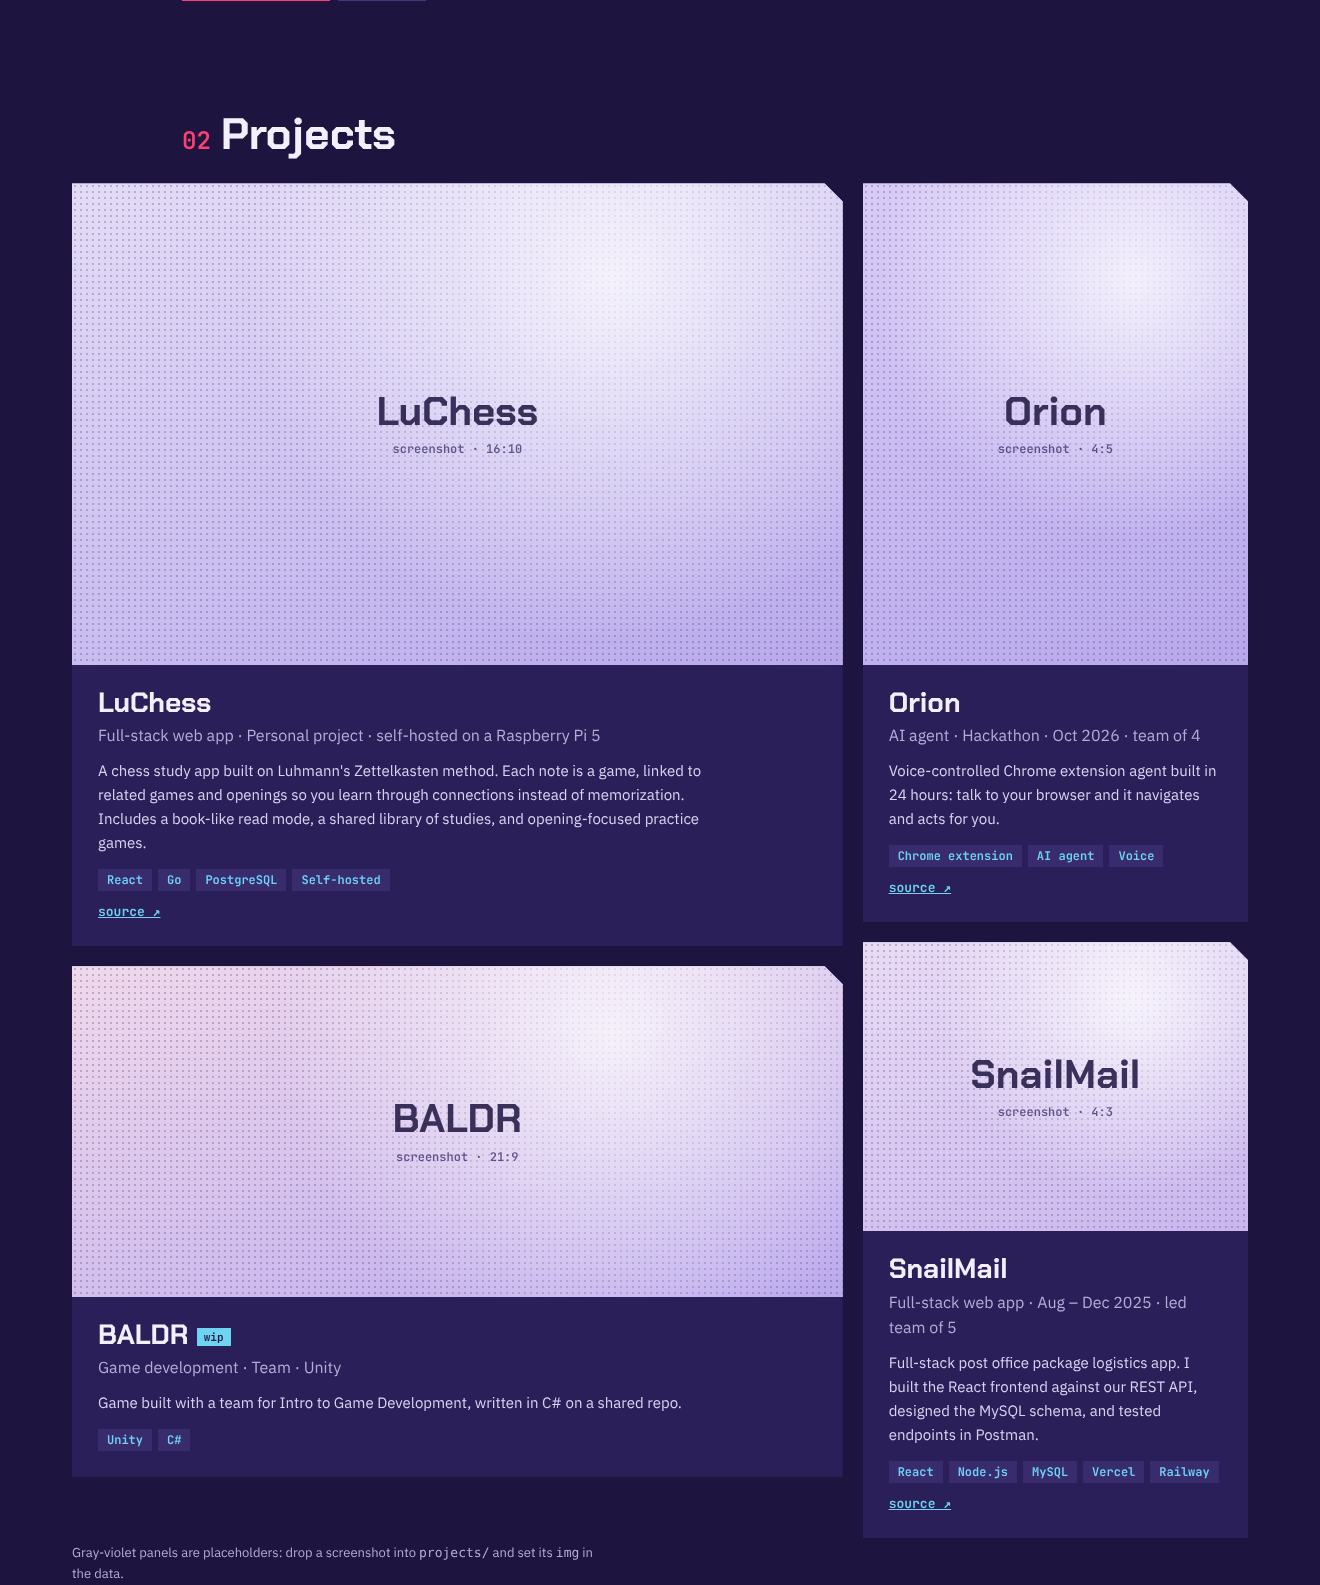 02 Projects
LuChess
screenshot · 16:10
LuChess
Full-stack web app · Personal project · self-hosted on a Raspberry Pi 5
A chess study app built on Luhmann's Zettelkasten method. Each note is a game, linked to
related games and openings so you learn through connections instead of memorization.
Includes a book-like read mode, a shared library of studies, and opening-focused practice
games.
React Go PostgreSQL Self-hosted
source ↗
Orion
screenshot · 4:5
Orion
AI agent · Hackathon · Oct 2026 · team of 4
Voice-controlled Chrome extension agent built in
24 hours: talk to your browser and it navigates
and acts for you.
Chrome extension AI agent Voice
source ↗
BALDR
screenshot · 21:9
BALDR wip
Game development · Team · Unity
Game built with a team for Intro to Game Development, written in C# on a shared repo.
Unity C#
SnailMail
screenshot · 4:3
SnailMail
Full-stack web app · Aug – Dec 2025 · led
team of 5
Full-stack post office package logistics app. I
built the React frontend against our REST API,
designed the MySQL schema, and tested
endpoints in Postman.
React Node.js MySQL Vercel Railway
source ↗
Gray-violet panels are placeholders: drop a screenshot into projects/ and set its img in
the data.